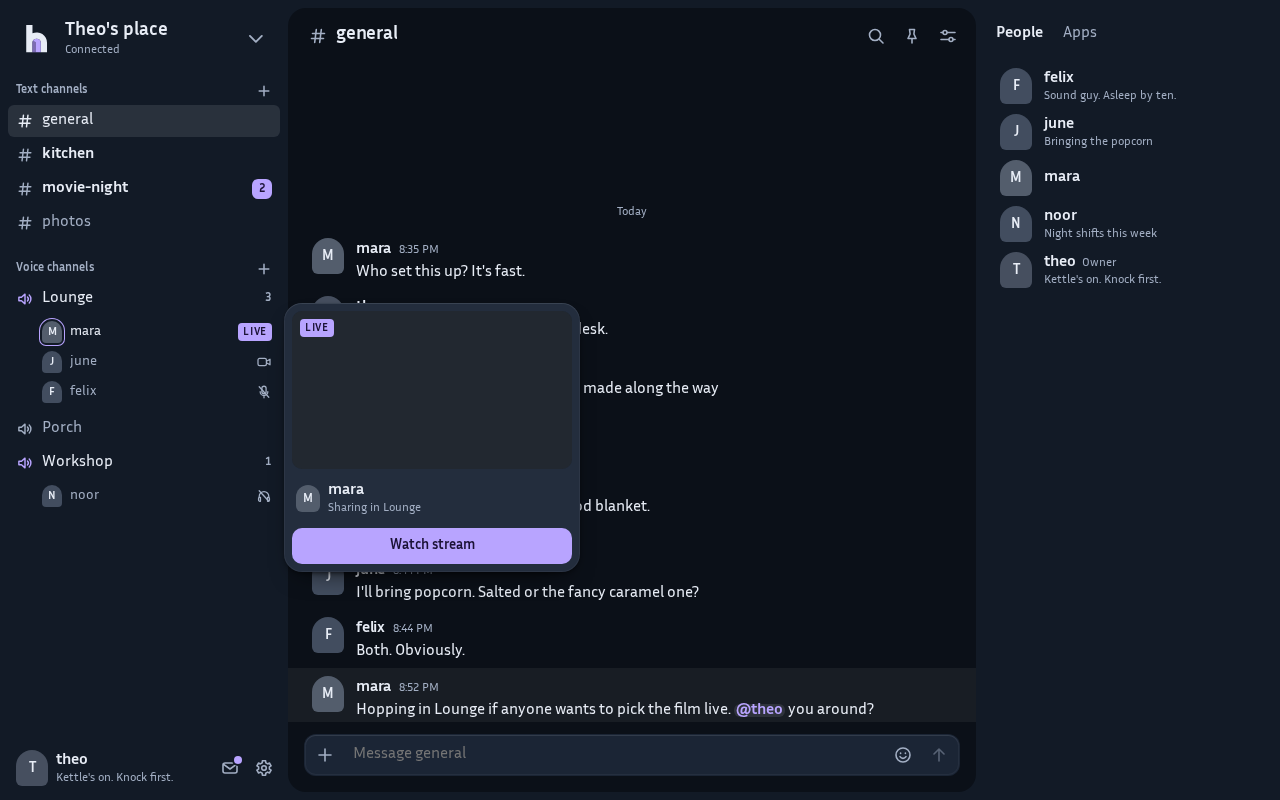 Theo's place
Connected
Text channels
general
kitchen
movie-night
2
photos
Voice channels
Lounge
3
M
mara
LIVE
J
june
F
felix
Porch
Workshop
1
N
noor
T
theo
Kettle's on. Knock first.
general
Today
M
mara 8:35 PM
Who set this up? It's fast.
desk.
made along the way
blanket.
LIVE
M
mara
Sharing in Lounge
Watch stream
J
I'll bring popcorn. Salted or the fancy caramel one?
F
felix 8:44 PM
Both. Obviously.
M
mara 8:52 PM
Hopping in Lounge if anyone wants to pick the film live. @theo you around?
Message general
People Apps
F
felix
Sound guy. Asleep by ten.
J
june
Bringing the popcorn
M
mara
N
noor
Night shifts this week
T
theo Owner
Kettle's on. Knock first.